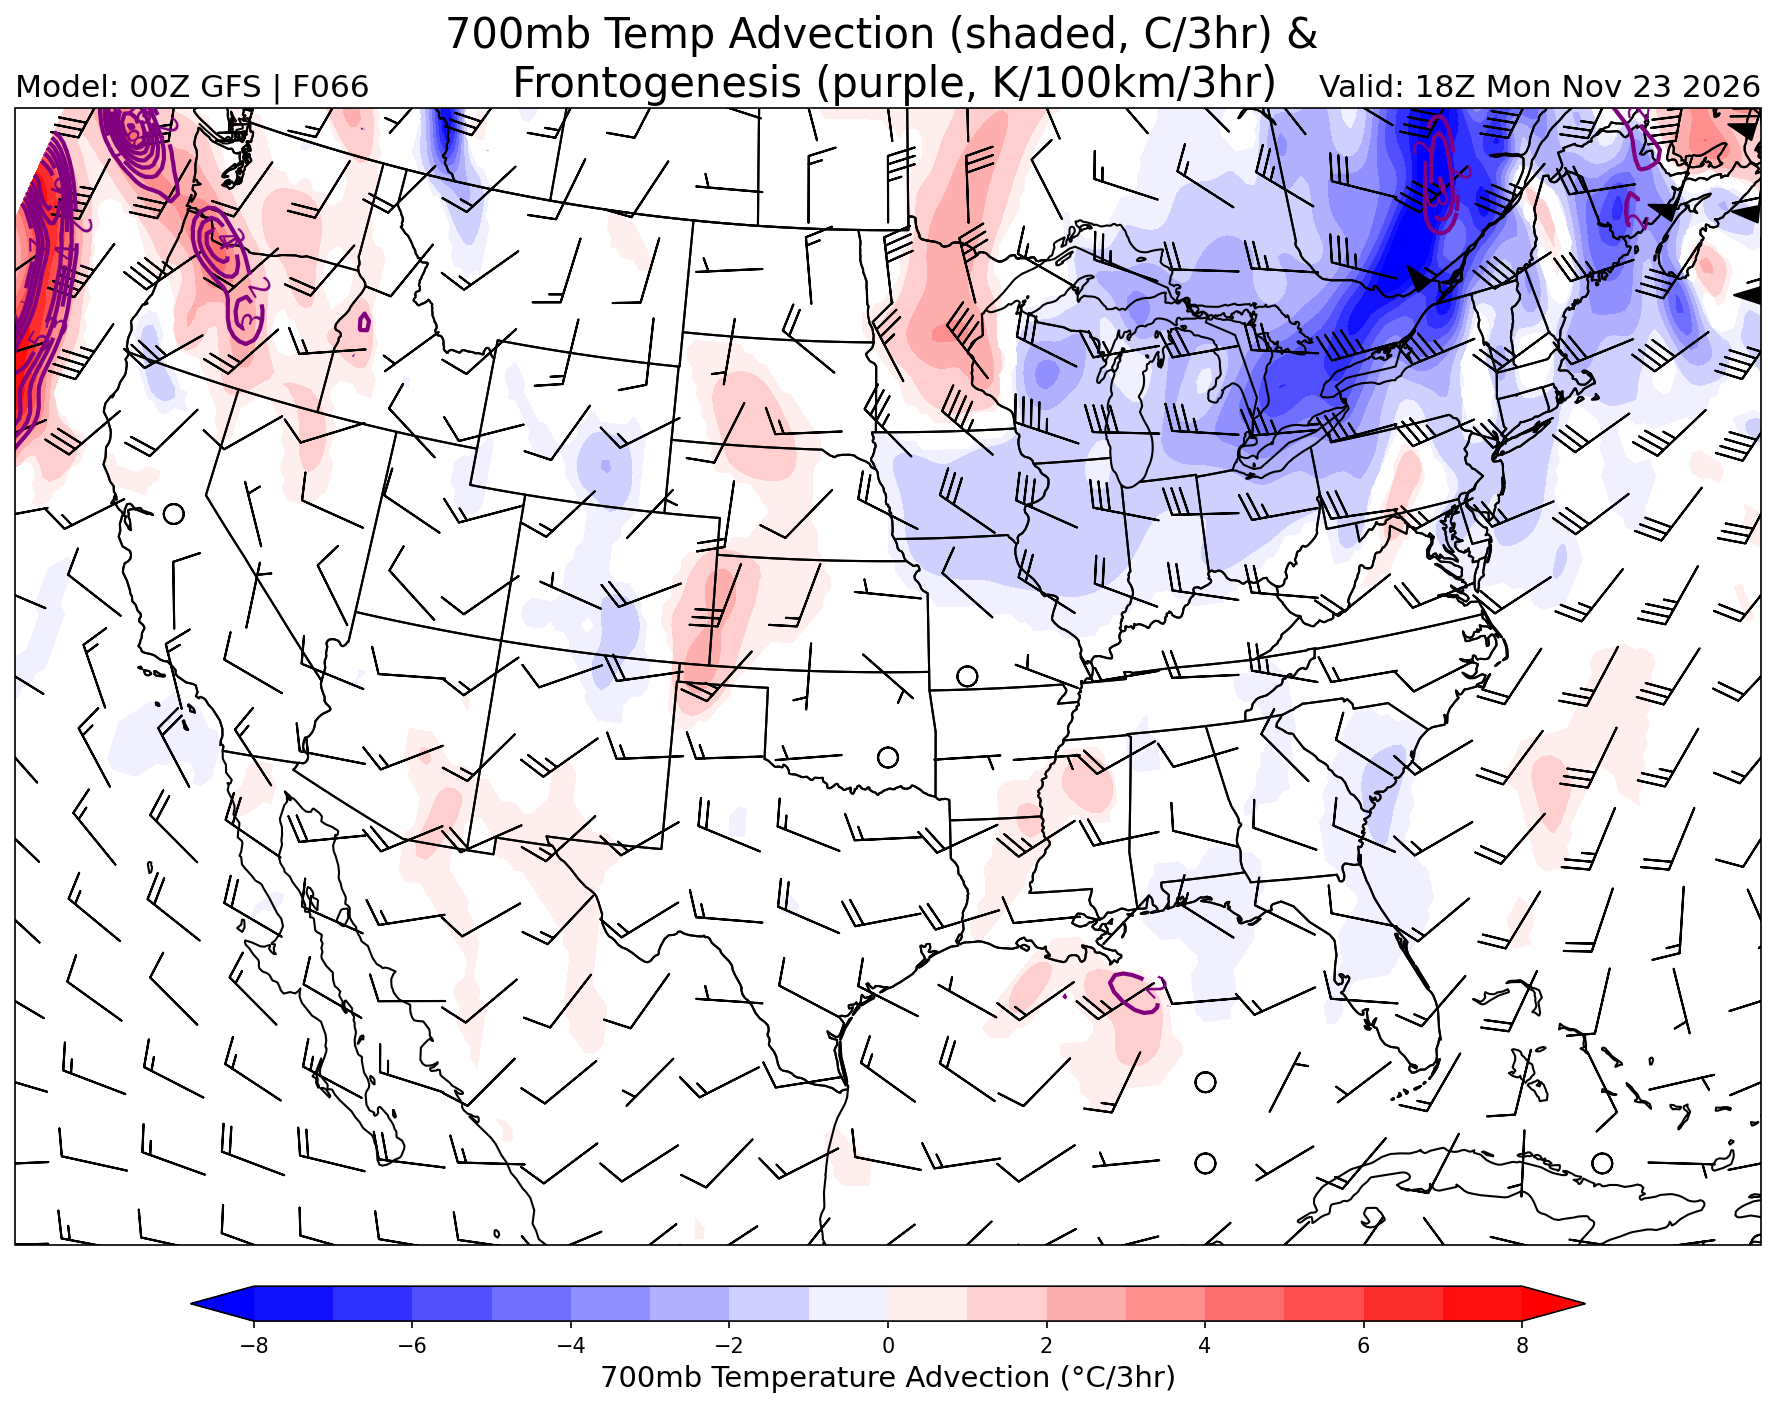 700mb Temp Advection (shaded, C/3hr) &
Model: 00Z GFS | F066
Frontogenesis (purple, K/100km/3hr)
Valid: 18Z Mon Nov 23 2026
−8 −6 −4 −2 0 2 4 6 8
700mb Temperature Advection (°C/3hr)